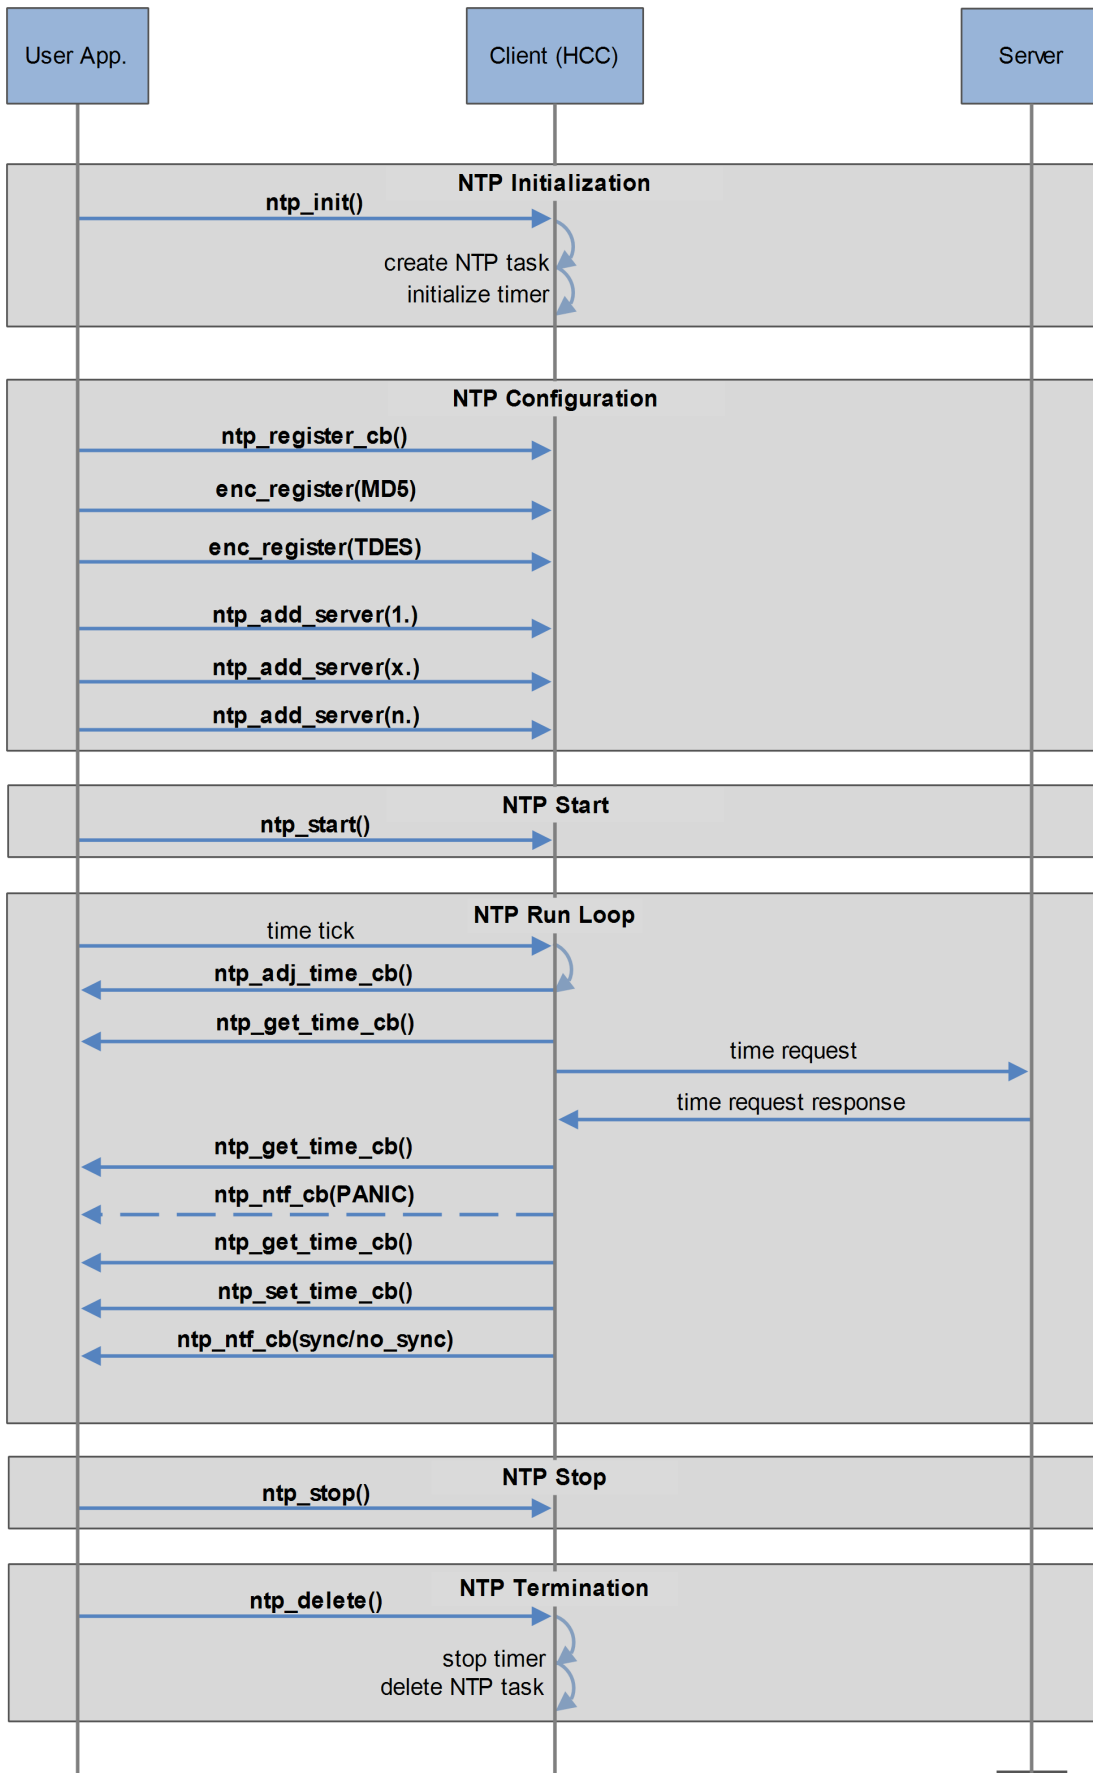 User App.
Client (HCC)
Server
NTP Initialization
ntp_init()
create NTP task
initialize timer
NTP Configuration
ntp_register_cb()
enc_register(MD5)
enc_register(TDES)
ntp_add_server(1.)
ntp_add_server(x.)
ntp_add_server(n.)
NTP Start
ntp_start()
NTP Run Loop
time tick
ntp_adj_time_cb()
ntp_get_time_cb()
time request
time request response
ntp_get_time_cb()
ntp_ntf_cb(PANIC)
ntp_get_time_cb()
ntp_set_time_cb()
ntp_ntf_cb(sync/no_sync)
NTP Stop
ntp_stop()
NTP Termination
ntp_delete()
stop timer
delete NTP task